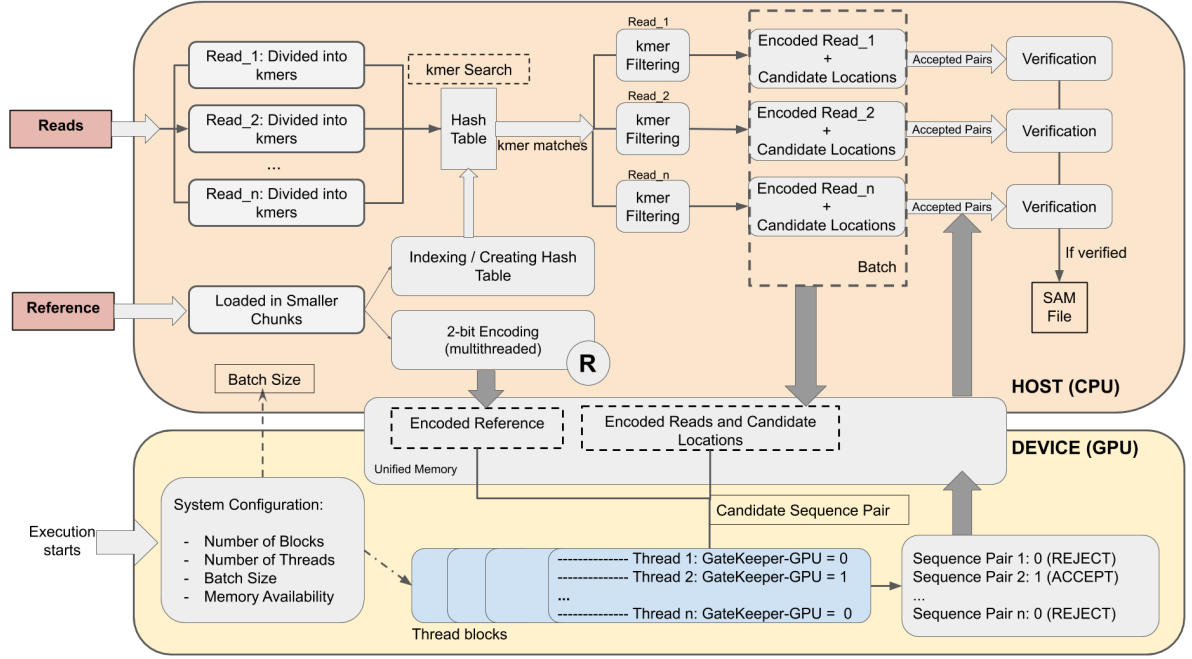 Reads
Read_1: Divided into
kmers
Read_2: Divided into
kmers
...
Read_n: Divided into
kmers
kmer Search
Hash
Table
kmer matches
Read_1
kmer
Filtering
Read_2
kmer
Filtering
Read_n
kmer
Filtering
Encoded Read_1
+
Candidate Locations
Encoded Read_2
+
Candidate Locations
Encoded Read_n
+
Candidate Locations
Batch
Accepted Pairs
Accepted Pairs
Accepted Pairs
Verification
Verification
Verification
If verified
SAM
File
Reference
Loaded in Smaller
Chunks
Indexing / Creating Hash
Table
2-bit Encoding
(multithreaded)
R
Batch Size
HOST (CPU)
Encoded Reference
Encoded Reads and Candidate
Locations
Unified Memory
DEVICE (GPU)
Execution
starts
System Configuration:
- Number of Blocks
- Number of Threads
- Batch Size
- Memory Availability
Candidate Sequence Pair
-------------- Thread 1: GateKeeper-GPU = 0
-------------- Thread 2: GateKeeper-GPU = 1
...
-------------- Thread n: GateKeeper-GPU = 0
Thread blocks
Sequence Pair 1: 0 (REJECT)
Sequence Pair 2: 1 (ACCEPT)
...
Sequence Pair n: 0 (REJECT)